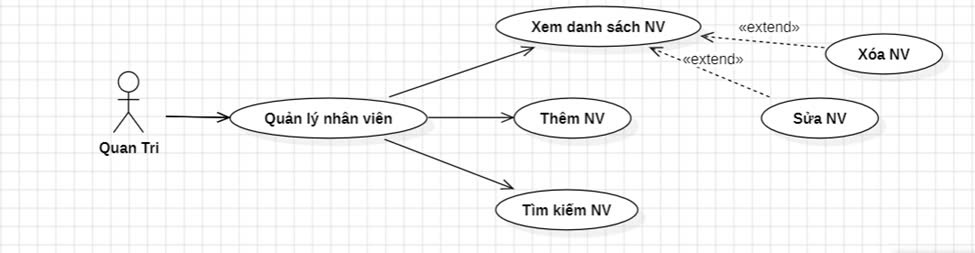 Xem danh sách NV
«extend»
Xóa NV
«extend»
Quản lý nhân viên
Thêm NV
Sửa NV
Quan Tri
Tìm kiếm NV